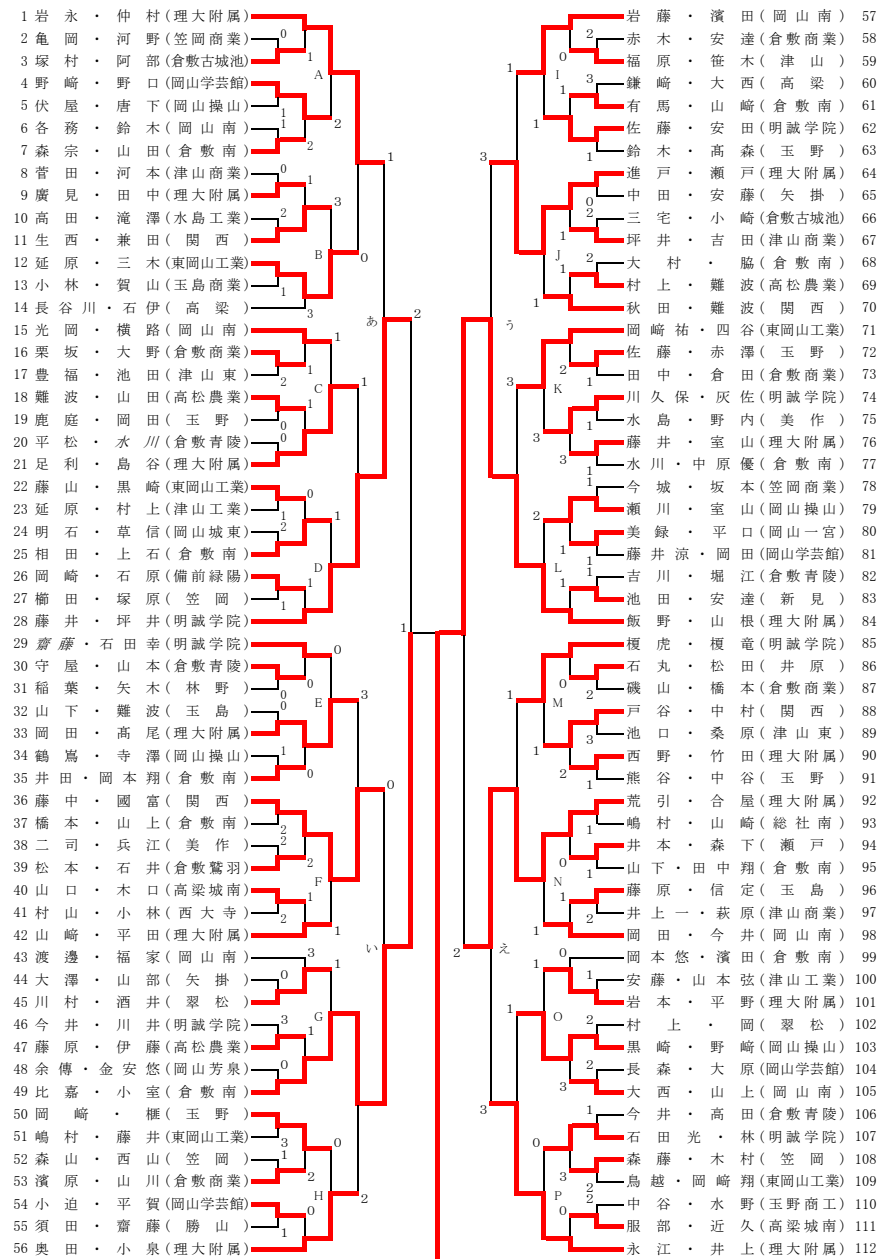 1 岩永・仲村(理大附属)
2 亀岡・河野(笠岡商業)
3 塚村・阿部(倉敷古城池)
4 野﨑・野口(岡山学芸館)
5 伏屋・唐下(岡山操山)
6 各務・鈴木(岡山南)
7 森宗・山田(倉敷南)
8 菅田・河本(津山商業)
9 廣見・田中(理大附属)
10 高田・滝澤(水島工業)
11 生西・兼田(関西)
12 延原・三木(東岡山工業)
13 小林・賀山(玉島商業)
14 長谷川・石伊(高梁)
15 光岡・横路(岡山南)
16 栗坂・大野(倉敷商業)
17 豊福・池田(津山東)
18 難波・山田(高松農業)
19 鹿庭・岡田(玉野)
20 平松・水川(倉敷青陵)
21 足利・島谷(理大附属)
22 藤山・黒崎(東岡山工業)
23 延原・村上(津山工業)
24 明石・草信(岡山城東)
25 相田・上石(倉敷南)
26 岡崎・石原(備前緑陽)
27 櫛田・塚原(笠岡)
28 藤井・坪井(明誠学院)
29 齋藤・石田幸(明誠学院)
30 守屋・山本(倉敷青陵)
31 稲葉・矢木(林野)
32 山下・難波(玉島)
33 岡田・髙尾(理大附属)
34 鶴嶌・寺澤(岡山操山)
35 井田・岡本翔(倉敷南)
36 藤中・國富(関西)
37 橋本・山上(倉敷南)
38 二司・兵江(美作)
39 松本・石井(倉敷鷲羽)
40 山口・木口(高梁城南)
41 村山・小林(西大寺)
42 山﨑・平田(理大附属)
43 渡邊・福家(岡山南)
44 大澤・山部(矢掛)
45 川村・酒井(翠松)
46 今井・川井(明誠学院)
47 藤原・伊藤(高松農業)
48 余傳・金安悠(岡山芳泉)
49 比嘉・小室(倉敷南)
50 岡﨑・榧(玉野)
51 嶋村・藤井(東岡山工業)
52 森山・西山(笠岡)
53 濱原・山川(倉敷商業)
54 小迫・平賀(岡山学芸館)
55 須田・齋藤(勝山)
56 奥田・小泉(理大附属)
A
B
C
D
E
F
G
H
あ
い
岩藤・濱田(岡山南) 57
赤木・安達(倉敷商業) 58
福原・笹木(津山) 59
鎌﨑・大西(高梁) 60
有馬・山﨑(倉敷南) 61
佐藤・安田(明誠学院) 62
鈴木・髙森(玉野) 63
進戸・瀬戸(理大附属) 64
中田・安藤(矢掛) 65
三宅・小崎(倉敷古城池) 66
坪井・吉田(津山商業) 67
大村・脇(倉敷南) 68
村上・難波(高松農業) 69
秋田・難波(関西) 70
岡﨑祐・四谷(東岡山工業) 71
佐藤・赤澤(玉野) 72
田中・倉田(倉敷商業) 73
川久保・灰佐(明誠学院) 74
水島・野内(美作) 75
藤井・室山(理大附属) 76
水川・中原優(倉敷南) 77
今城・坂本(笠岡商業) 78
瀬川・室山(岡山操山) 79
美録・平口(岡山一宮) 80
藤井涼・岡田(岡山学芸館) 81
吉川・堀江(倉敷青陵) 82
池田・安達(新見) 83
飯野・山根(理大附属) 84
榎虎・榎竜(明誠学院) 85
石丸・松田(井原) 86
磯山・橋本(倉敷商業) 87
戸谷・中村(関西) 88
池口・桑原(津山東) 89
西野・竹田(理大附属) 90
熊谷・中谷(玉野) 91
荒引・合屋(理大附属) 92
嶋村・山崎(総社南) 93
井本・森下(瀬戸) 94
山下・田中翔(倉敷南) 95
藤原・信定(玉島) 96
井上一・萩原(津山商業) 97
岡田・今井(岡山南) 98
岡本悠・濱田(倉敷南) 99
安藤・山本弦(津山工業) 100
岩本・平野(理大附属) 101
村上・岡(翠松) 102
黒崎・野﨑(岡山操山) 103
長森・大原(岡山学芸館) 104
大西・山上(岡山南) 105
今井・高田(倉敷青陵) 106
石田光・林(明誠学院) 107
森藤・木村(笠岡) 108
鳥越・岡﨑翔(東岡山工業) 109
中谷・水野(玉野商工) 110
服部・近久(高梁城南) 111
永江・井上(理大附属) 112
I
J
K
L
M
N
O
P
う
え